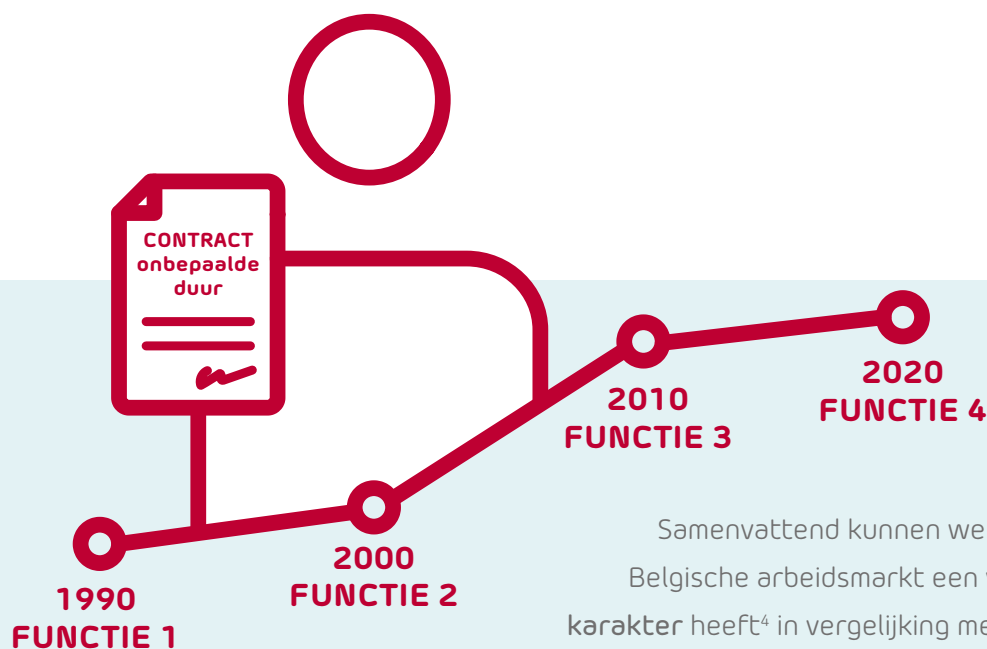 CONTRACT
onbepaalde
duur
1990
FUNCTIE 1
2000
FUNCTIE 2
2010
FUNCTIE 3
2020
FUNCTIE 4
Samenvattend kunnen we
Belgische arbeidsmarkt een
karakter heeft⁴ in vergelijking me